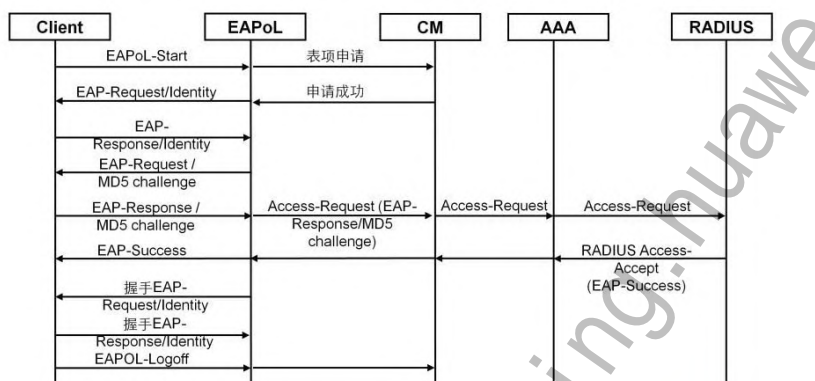 Client EAPoL CM AAA RADIUS
EAPoL-Start 表项申请
EAP-Request/Identity 申请成功
EAP-
Response/Identity
EAP-Request /
MD5 challenge
EAP-Response / Access-Request (EAP- Access-Request Access-Request
MD5 challenge Response/MD5
challenge)
EAP-Success RADIUS Access-
Accept
(EAP-Success)
握手EAP-
Request/Identity
握手EAP-
Response/Identity
EAPOL-Logoff
ing.huawe